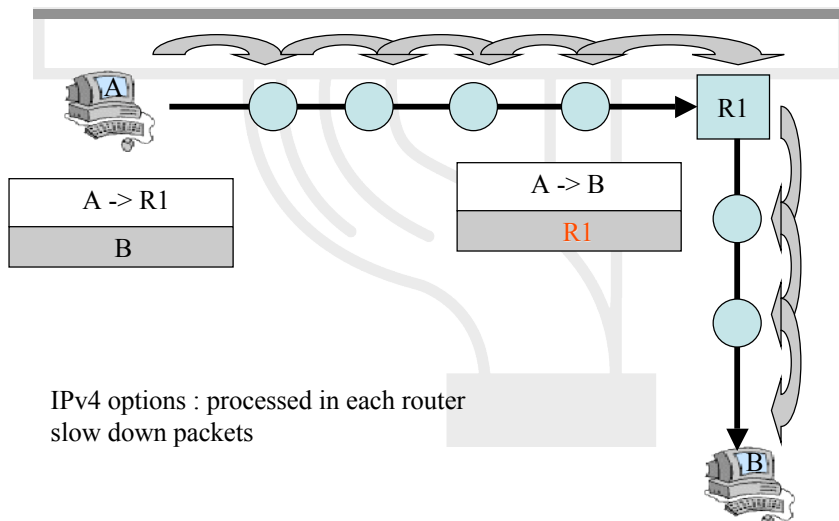 A
R1
A -> R1
B
A -> B
R1
IPv4 options : processed in each router
slow down packets
B